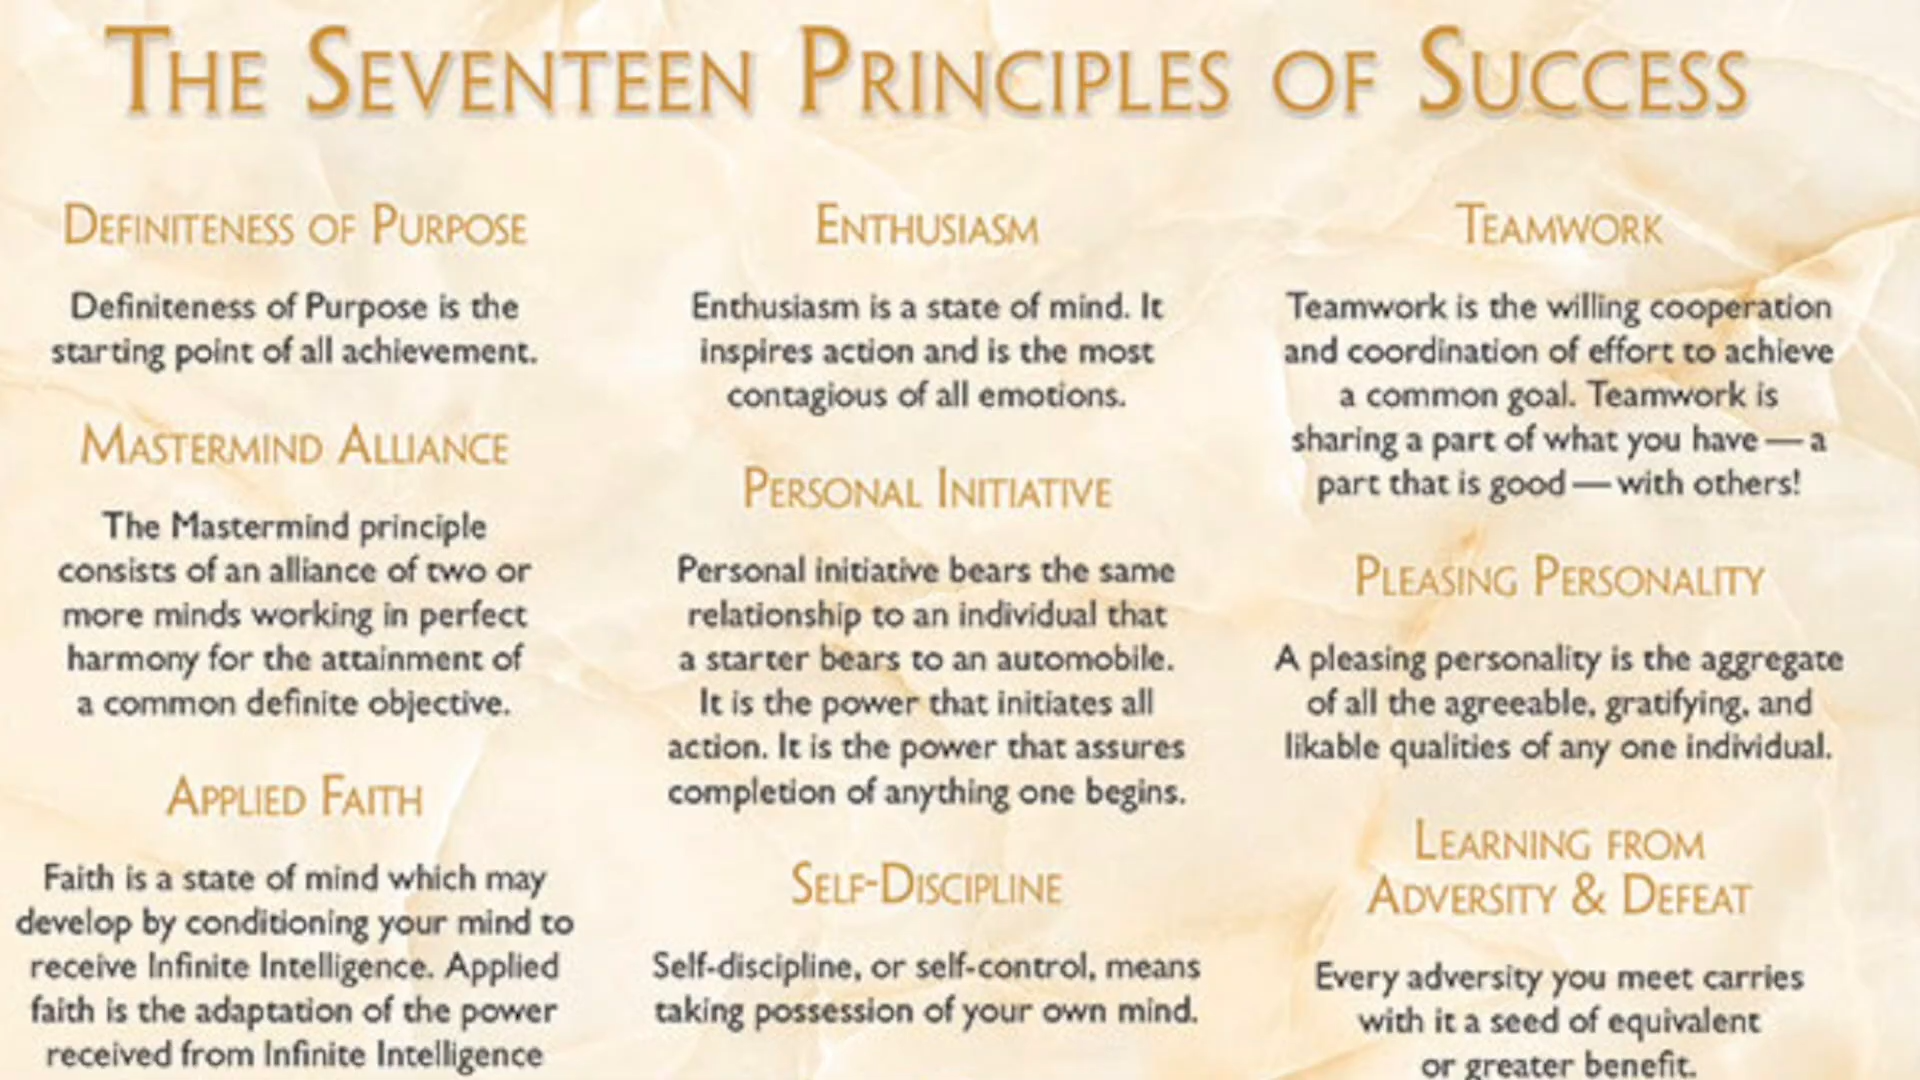 The Seventeen Principles of Success
Definiteness of Purpose
Definiteness of Purpose is the
starting point of all achievement.
Mastermind Alliance
The Mastermind principle
consists of an alliance of two or
more minds working in perfect
harmony for the attainment of
a common definite objective.
Applied Faith
Faith is a state of mind which may
develop by conditioning your mind to
receive Infinite Intelligence. Applied
faith is the adaptation of the power
received from Infinite Intelligence
Enthusiasm
Enthusiasm is a state of mind. It
inspires action and is the most
contagious of all emotions.
Personal Initiative
Personal initiative bears the same
relationship to an individual that
a starter bears to an automobile.
It is the power that initiates all
action. It is the power that assures
completion of anything one begins.
Self-Discipline
Self-discipline, or self-control, means
taking possession of your own mind.
Teamwork
Teamwork is the willing cooperation
and coordination of effort to achieve
a common goal. Teamwork is
sharing a part of what you have — a
part that is good — with others!
Pleasing Personality
A pleasing personality is the aggregate
of all the agreeable, gratifying, and
likable qualities of any one individual.
Learning from
Adversity & Defeat
Every adversity you meet carries
with it a seed of equivalent
or greater benefit.